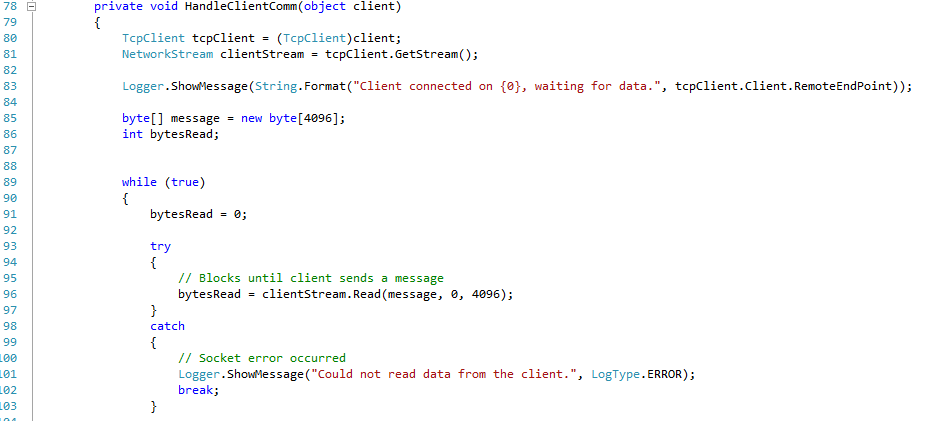 78 private void HandleClientComm(object client)
79 {
80 TcpClient tcpClient = (TcpClient)client;
81 NetworkStream clientStream = tcpClient.GetStream();
82
83 Logger.ShowMessage(String.Format("Client connected on {0}, waiting for data.", tcpClient.Client.RemoteEndPoint));
84
85 byte[] message = new byte[4096];
86 int bytesRead;
87
88
89 while (true)
90 {
91 bytesRead = 0;
92
93 try
94 {
95 // Blocks until client sends a message
96 bytesRead = clientStream.Read(message, 0, 4096);
97 }
98 catch
99 {
100 // Socket error occurred
101 Logger.ShowMessage("Could not read data from the client.", LogType.ERROR);
102 break;
103 }